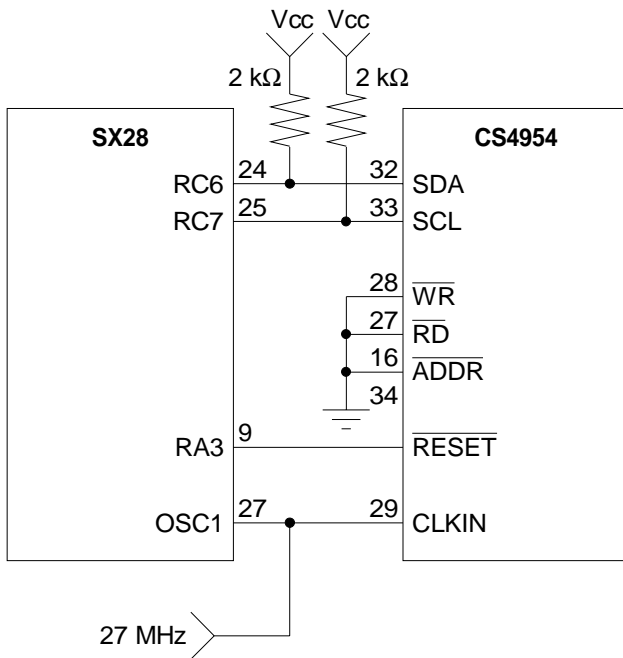 Vcc Vcc
2 kΩ 2 kΩ
SX28 CS4954
RC6 24 32 SDA
RC7 25 33 SCL
28 WR
27 RD
16 ADDR
34
RA3 9 RESET
OSC1 27 29 CLKIN
27 MHz